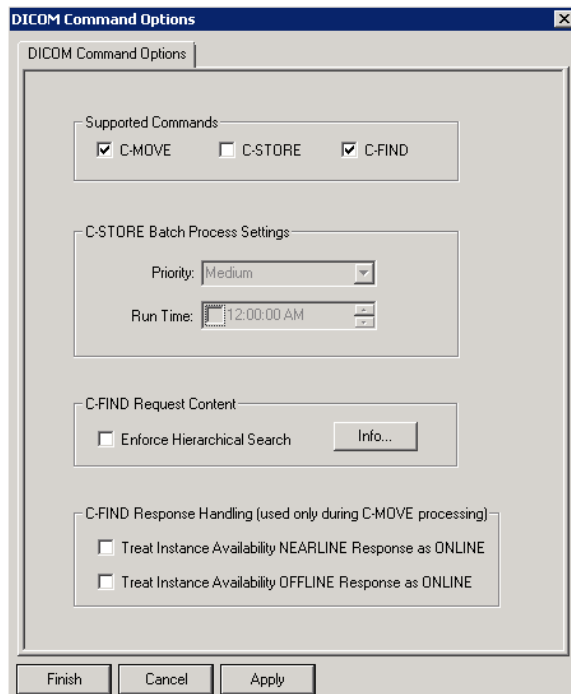 DICOM Command Options
DICOM Command Options
Supported Commands
C-MOVE C-STORE C-FIND
C-STORE Batch Process Settings
Priority: Medium
Run Time: 12:00:00 AM
C-FIND Request Content
Enforce Hierarchical Search Info...
C-FIND Response Handling (used only during C-MOVE processing)
Treat Instance Availability NEARLINE Response as ONLINE
Treat Instance Availability OFFLINE Response as ONLINE
Finish Cancel Apply